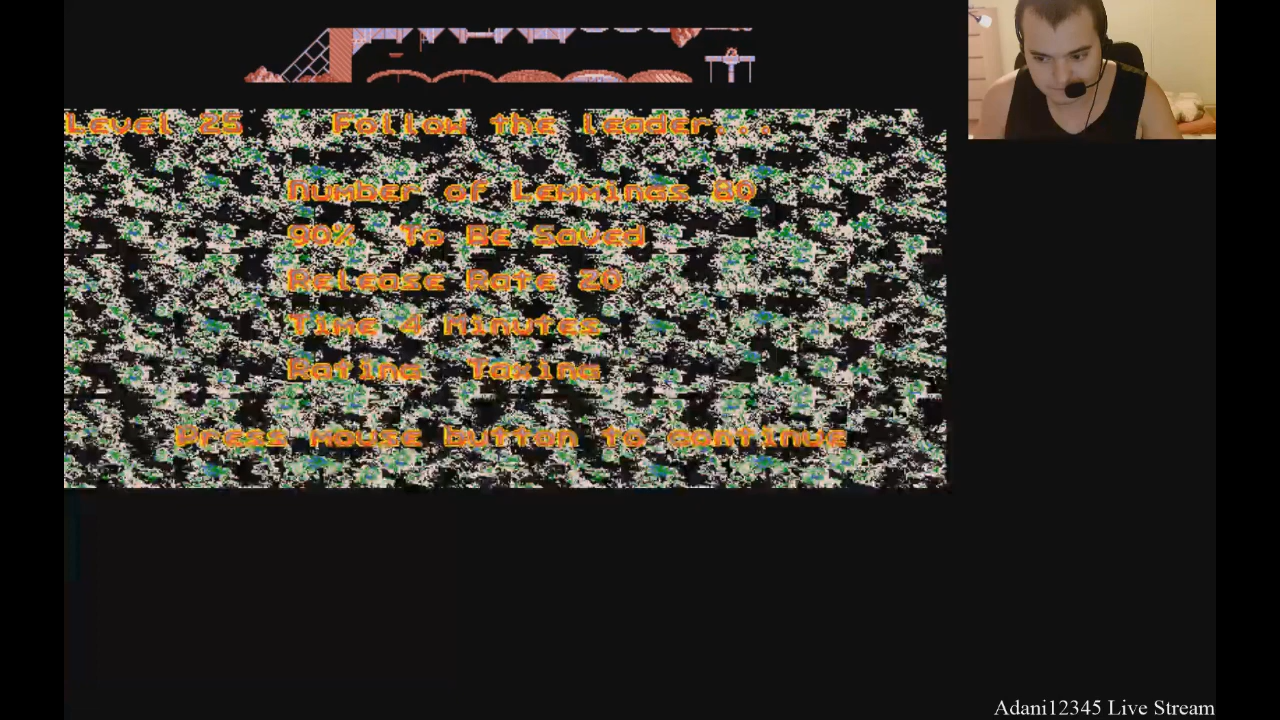 Level 25 Follow the leader...
Number of Lemmings 80
90% To Be Saved
Release Rate 20
Time 4 Minutes
Rating Taxing
Press mouse button to continue
Adani12345 Live Stream